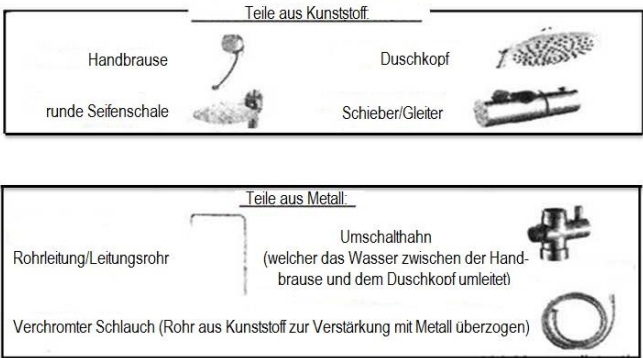 Teile aus Kunststoff:
Handbrause
Duschkopf
runde Seifenschale
Schieber/Gleiter
Teile aus Metall:
Rohrleitung/Leitungsrohr
Umschalthahn
(welcher das Wasser zwischen der Hand-
brause und dem Duschkopf umleitet)
Verchromter Schlauch (Rohr aus Kunststoff zur Verstärkung mit Metall überzogen)